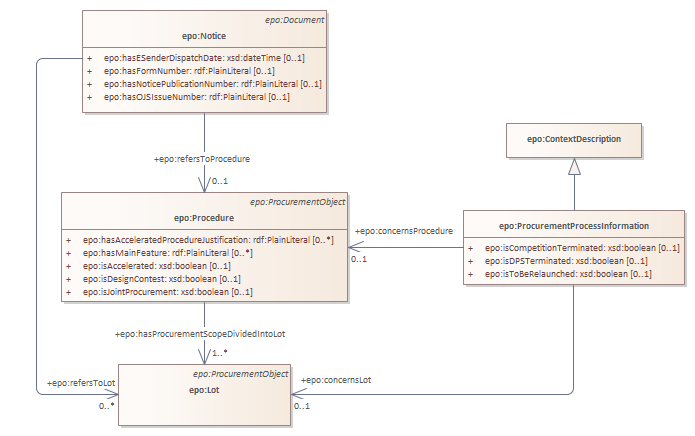 epo:Document
epo:Notice
+ epo:hasESenderDispatchDate: xsd:dateTime [0..1]
+ epo:hasFormNumber: rdf:PlainLiteral [0..1]
+ epo:hasNoticePublicationNumber: rdf:PlainLiteral [0..1]
+ epo:hasOJSIssueNumber: rdf:PlainLiteral [0..1]
epo:ContextDescription
+epo:refersToProcedure
0..1
epo:ProcurementObject
epo:Procedure
+ epo:hasAcceleratedProcedureJustification: rdf:PlainLiteral [0..*]
+ epo:hasMainFeature: rdf:PlainLiteral [0..*]
+ epo:isAccelerated: xsd:boolean [0..1]
+ epo:isDesignContest: xsd:boolean [0..1]
+ epo:isJointProcurement: xsd:boolean [0..1]
+epo:concernsProcedure
0..1
epo:ProcurementProcessInformation
+ epo:isCompetitionTerminated: xsd:boolean [0..1]
+ epo:isDPSTerminated: xsd:boolean [0..1]
+ epo:isToBeRelaunched: xsd:boolean [0..1]
+epo:hasProcurementScopeDividedIntoLot
1..*
epo:ProcurementObject
epo:Lot
+epo:refersToLot
0..*
+epo:concernsLot
0..1